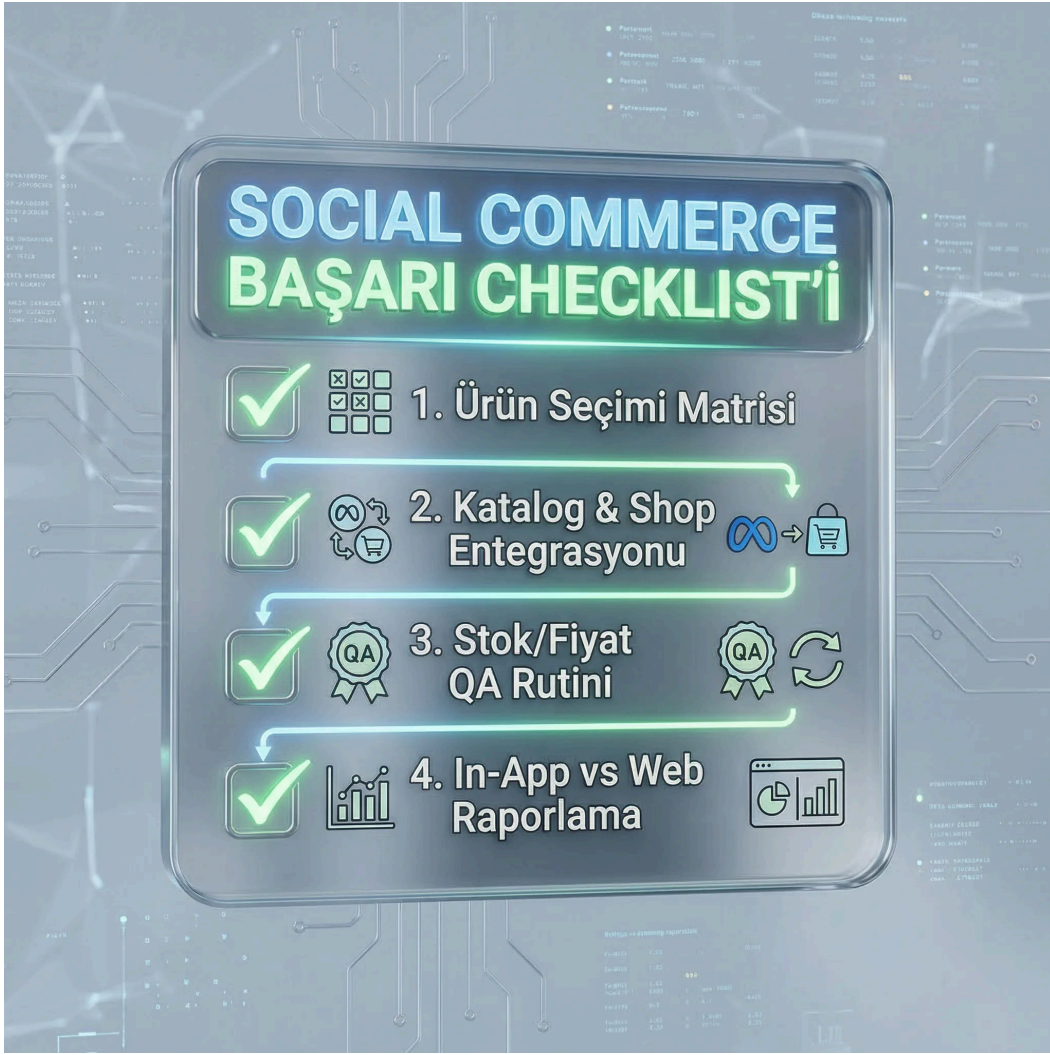 SOCIAL COMMERCE
BAŞARI CHECKLIST'İ
1. Ürün Seçimi Matrisi
2. Katalog & Shop
Entegrasyonu
3. Stok/Fiyat
QA Rutini
QA
QA
4. In-App vs Web
Raporlama